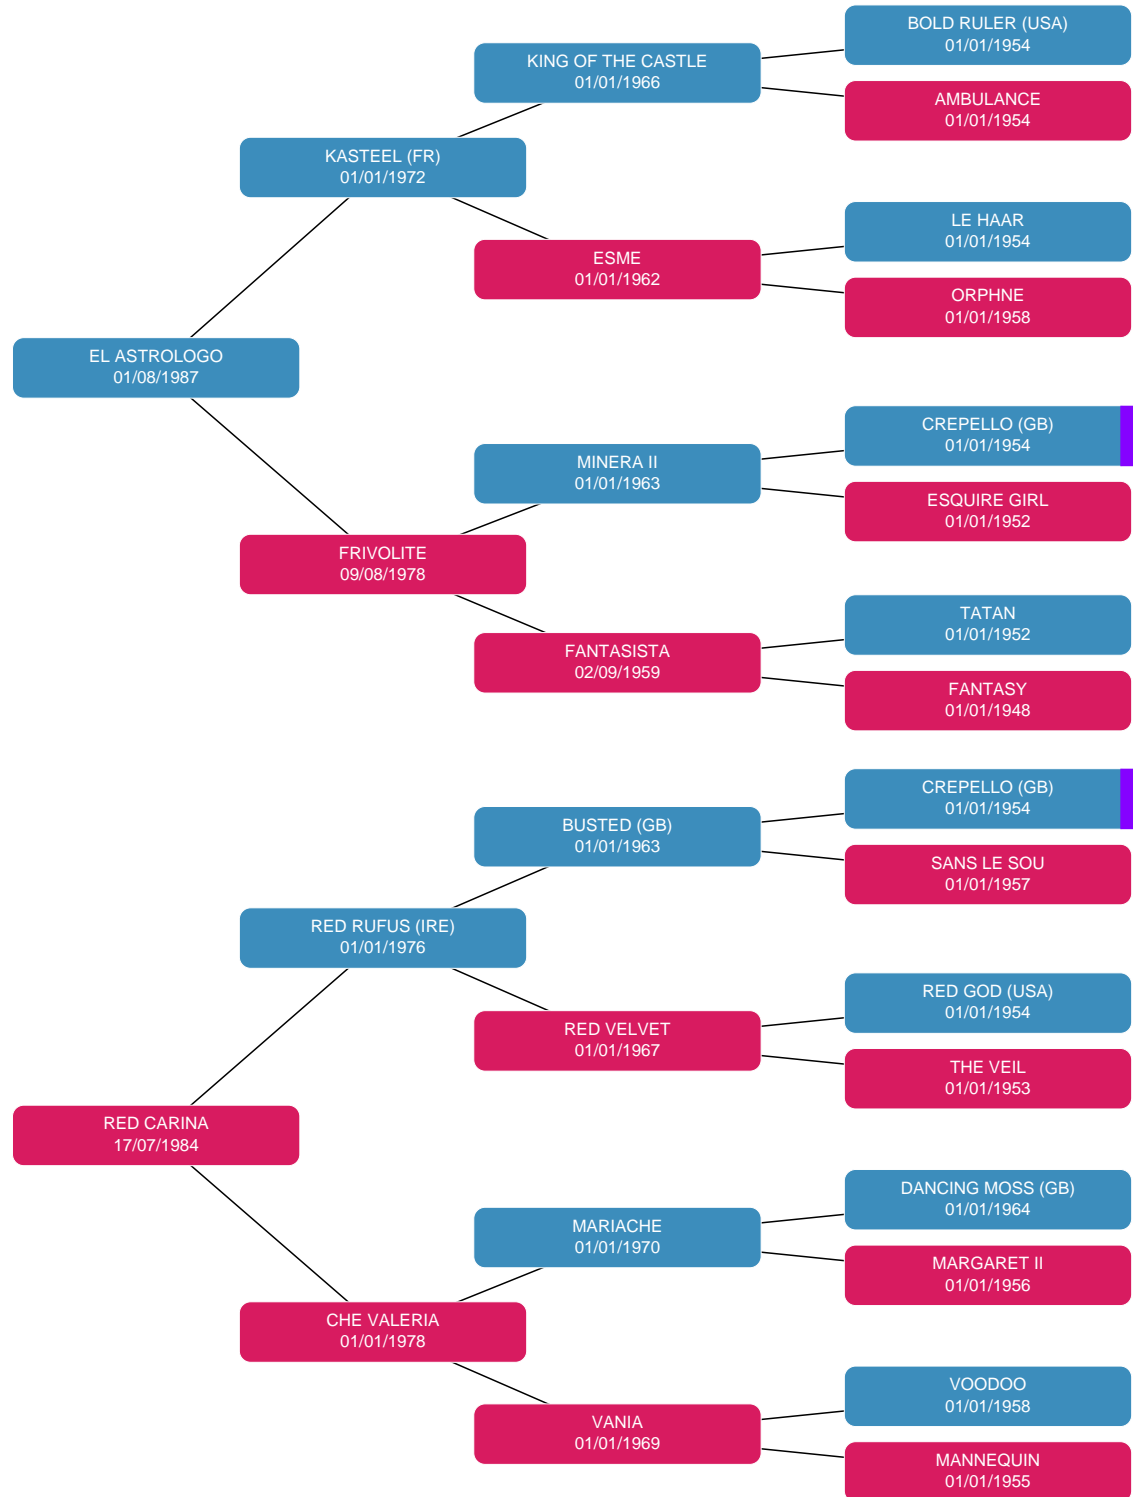 BOLD RULER (USA)
01/01/1954
KING OF THE CASTLE
01/01/1966
AMBULANCE
01/01/1954
KASTEEL (FR)
01/01/1972
LE HAAR
01/01/1954
ESME
01/01/1962
ORPHNE
01/01/1958
EL ASTROLOGO
01/08/1987
CREPELLO (GB)
01/01/1954
MINERA II
01/01/1963
ESQUIRE GIRL
01/01/1952
FRIVOLITE
09/08/1978
TATAN
01/01/1952
FANTASISTA
02/09/1959
FANTASY
01/01/1948
CREPELLO (GB)
01/01/1954
BUSTED (GB)
01/01/1963
SANS LE SOU
01/01/1957
RED RUFUS (IRE)
01/01/1976
RED GOD (USA)
01/01/1954
RED VELVET
01/01/1967
THE VEIL
01/01/1953
RED CARINA
17/07/1984
DANCING MOSS (GB)
01/01/1964
MARIACHE
01/01/1970
MARGARET II
01/01/1956
CHE VALERIA
01/01/1978
VOODOO
01/01/1958
VANIA
01/01/1969
MANNEQUIN
01/01/1955